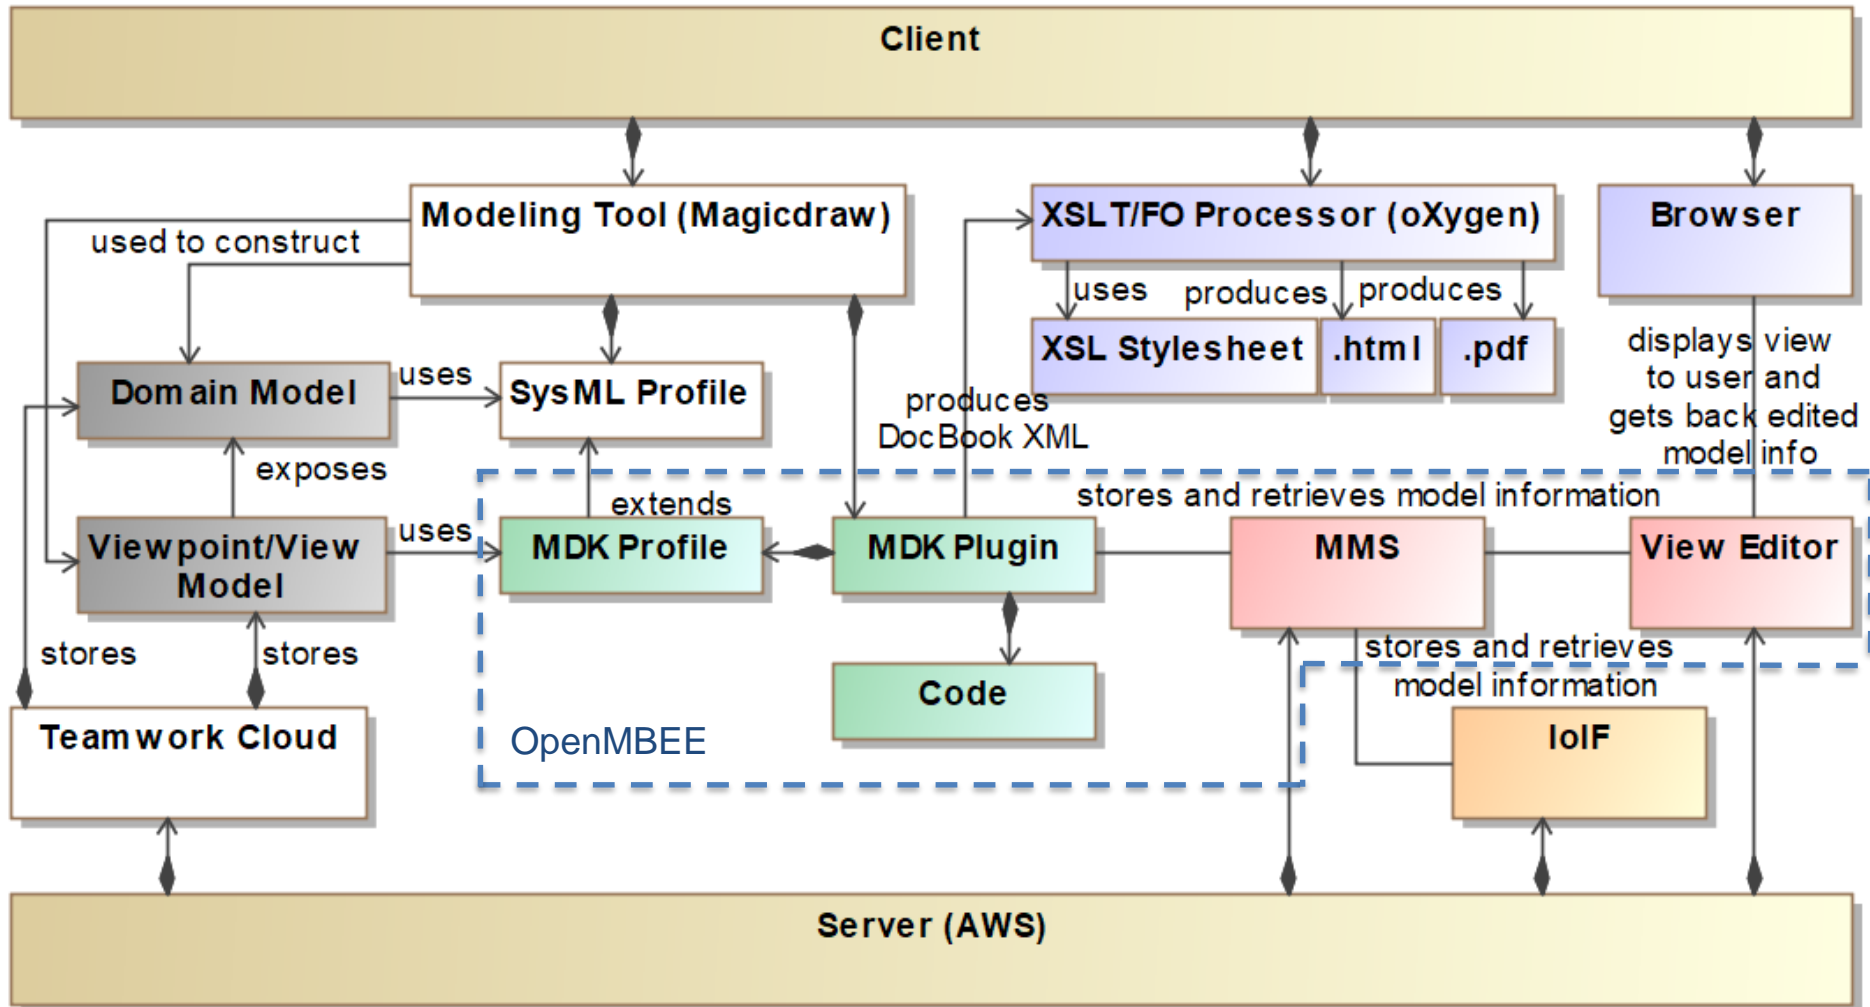 Client
Modeling Tool (Magicdraw)
XSLT/FO Processor (oXygen)
Browser
used to construct
uses
produces
produces
XSL Stylesheet
.html
.pdf
displays view
to user and
gets back edited
model info
Domain Model
uses
SysML Profile
produces
DocBook XML
exposes
extends
stores and retrieves model information
Viewpoint/View
Model
uses
MDK Profile
MDK Plugin
MMS
View Editor
stores
stores
stores and retrieves
model information
Code
Teamwork Cloud
OpenMBEE
IoIF
Server (AWS)